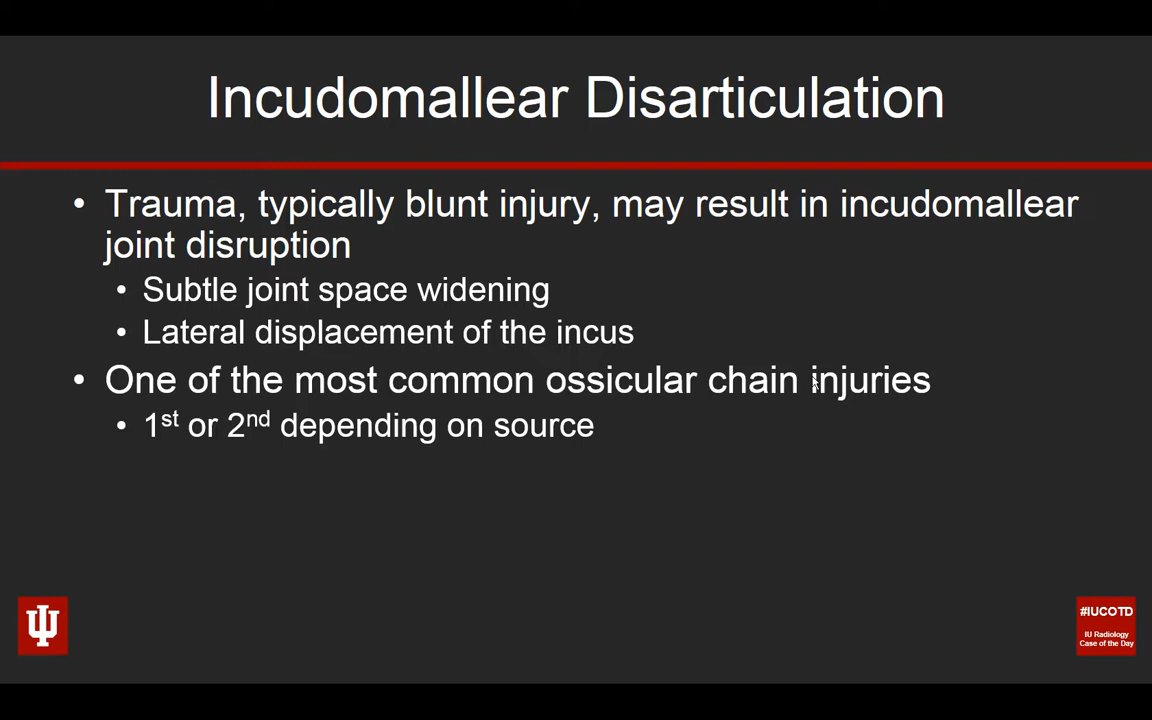 Incudomallear Disarticulation
• Trauma, typically blunt injury, may result in incudomallear
joint disruption
• Subtle joint space widening
• Lateral displacement of the incus
• One of the most common ossicular chain injuries
• 1st or 2nd depending on source
#IUCOTD
IU Radiology
Case of the Day